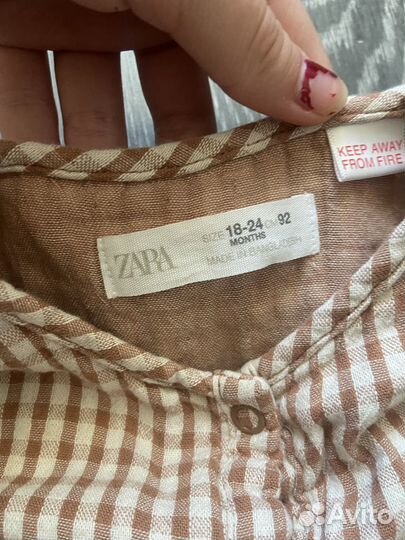 KEEP AWAY
FROM FIRE
ZARA
SIZE 18-24 CM 92
MONTHS
MADE IN BANGLADESH
Avito